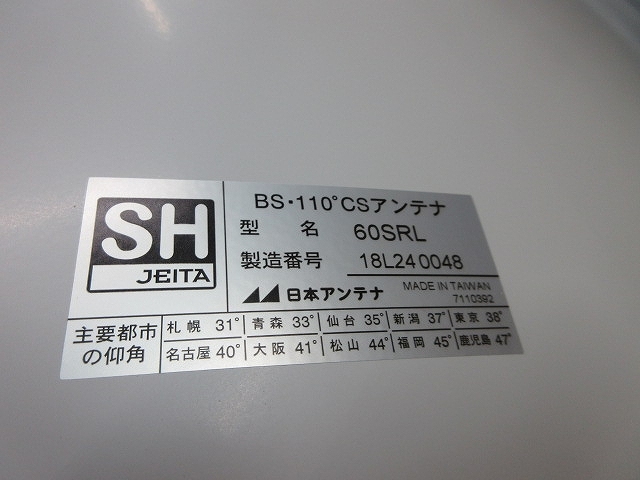 SH
JEITA
BS・110°CSアンテナ
型 名 60SRL
製造番号 18L240048
日本アンテナ
MADE IN TAIWAN
7110392
主要都市
の仰角
札幌 31° 青森 33° 仙台 35° 新潟 37° 東京 38°
名古屋 40° 大阪 41° 松山 44° 福岡 45° 鹿児島 47°